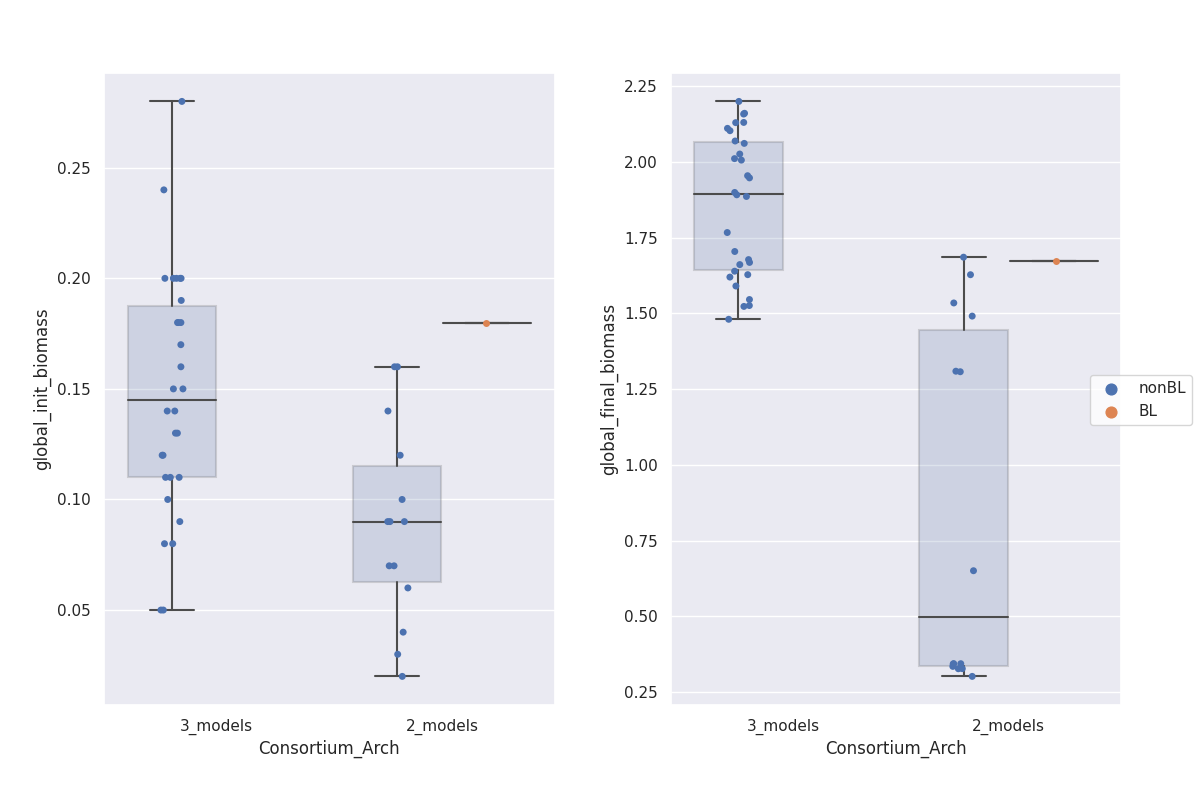 global_init_biomass
0.25
0.20
0.15
0.10
0.05
3_models
2_models
Consortium_Arch
global_final_biomass
2.25
2.00
1.75
1.50
1.25
1.00
0.75
0.50
0.25
3_models
2_models
Consortium_Arch
nonBL
BL